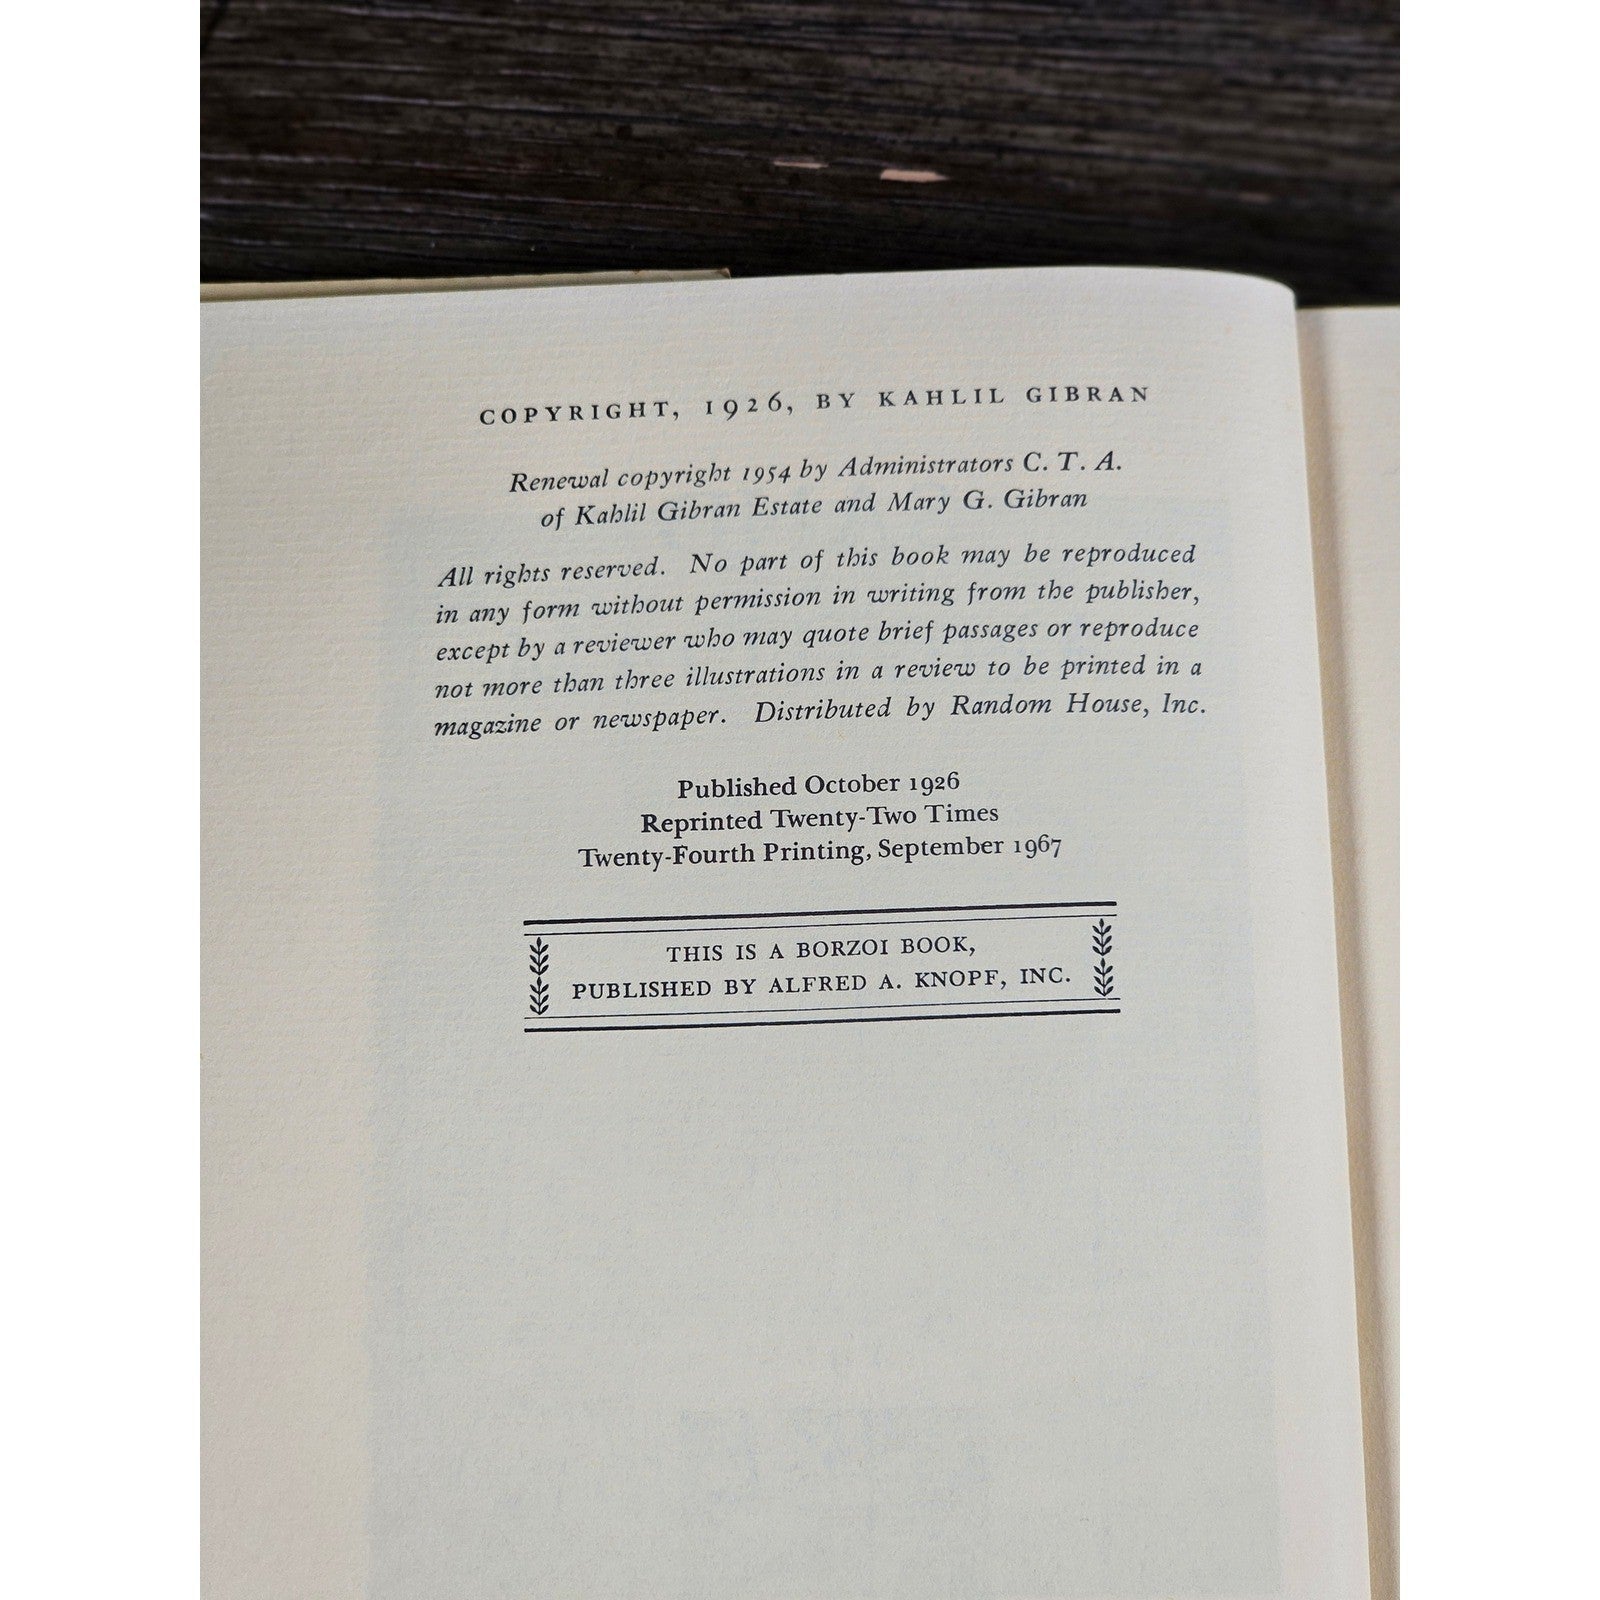 COPYRIGHT, 1926, BY KAHLIL GIBRAN
Renewal copyright 1954 by Administrators C. T. A.
of Kahlil Gibran Estate and Mary G. Gibran
All rights reserved. No part of this book may be reproduced
in any form without permission in writing from the publisher,
except by a reviewer who may quote brief passages or reproduce
not more than three illustrations in a review to be printed in a
magazine or newspaper. Distributed by Random House, Inc.
Published October 1926
Reprinted Twenty-Two Times
Twenty-Fourth Printing, September 1967
THIS IS A BORZOI BOOK,
PUBLISHED BY ALFRED A. KNOPF, INC.